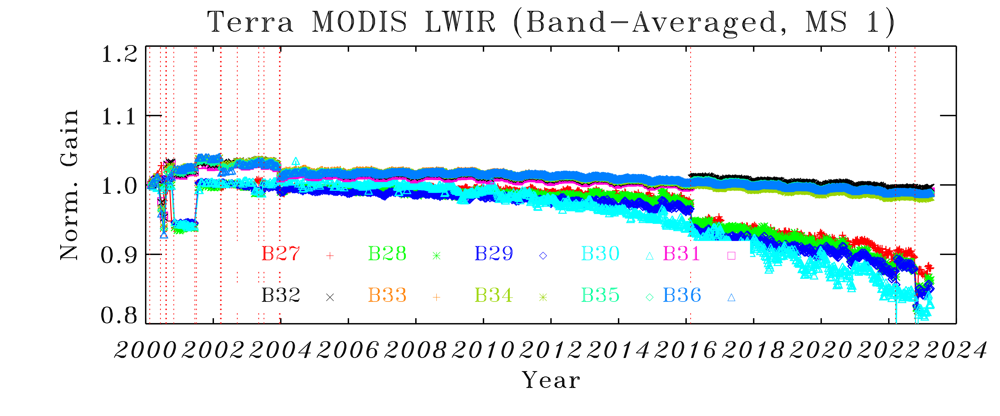 Terra MODIS LWIR (Band-Averaged, MS 1)
1.2
1.1
1.0
0.9
0.8
Norm. Gain
B27 B28 B29 B30 B31
B32 B33 B34 B35 B36
2000 2002 2004 2006 2008 2010 2012 2014 2016 2018 2020 2022 2024
Year